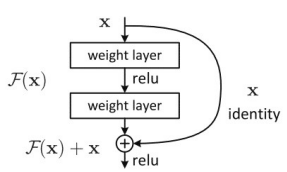 x
weight layer
relu
F(x)
weight layer
x
identity
F(x) + x
relu